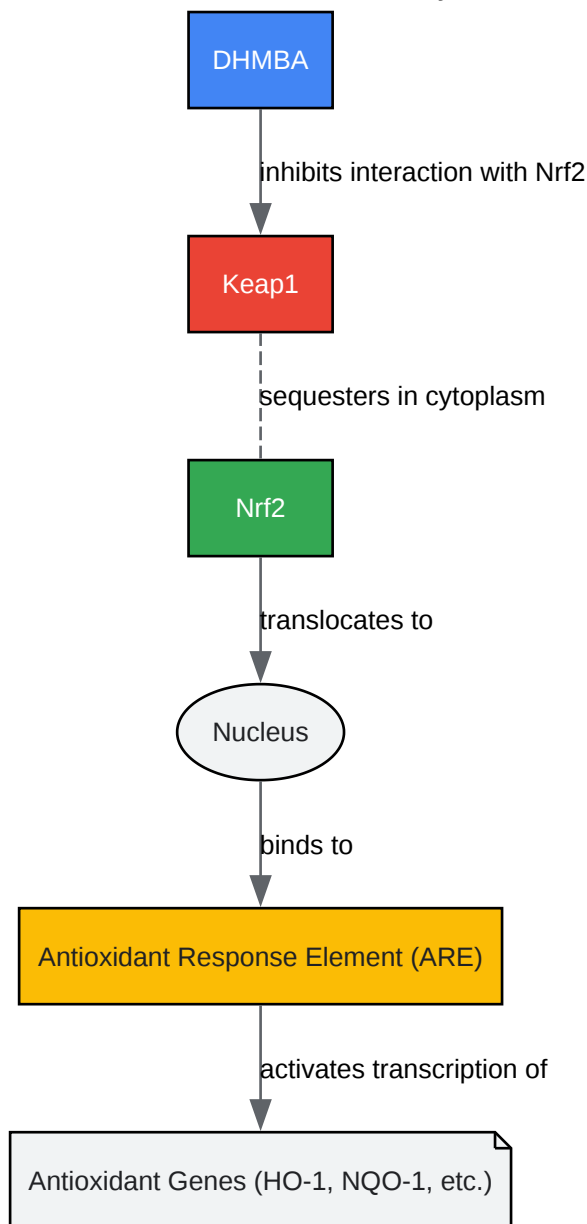 DHMBA
inhibits interaction with Nrf2
Keap1
sequesters in cytoplasm
Nrf2
translocates to
Nucleus
binds to
Antioxidant Response Element (ARE)
activates transcription of
Antioxidant Genes (HO-1, NQO-1, etc.)